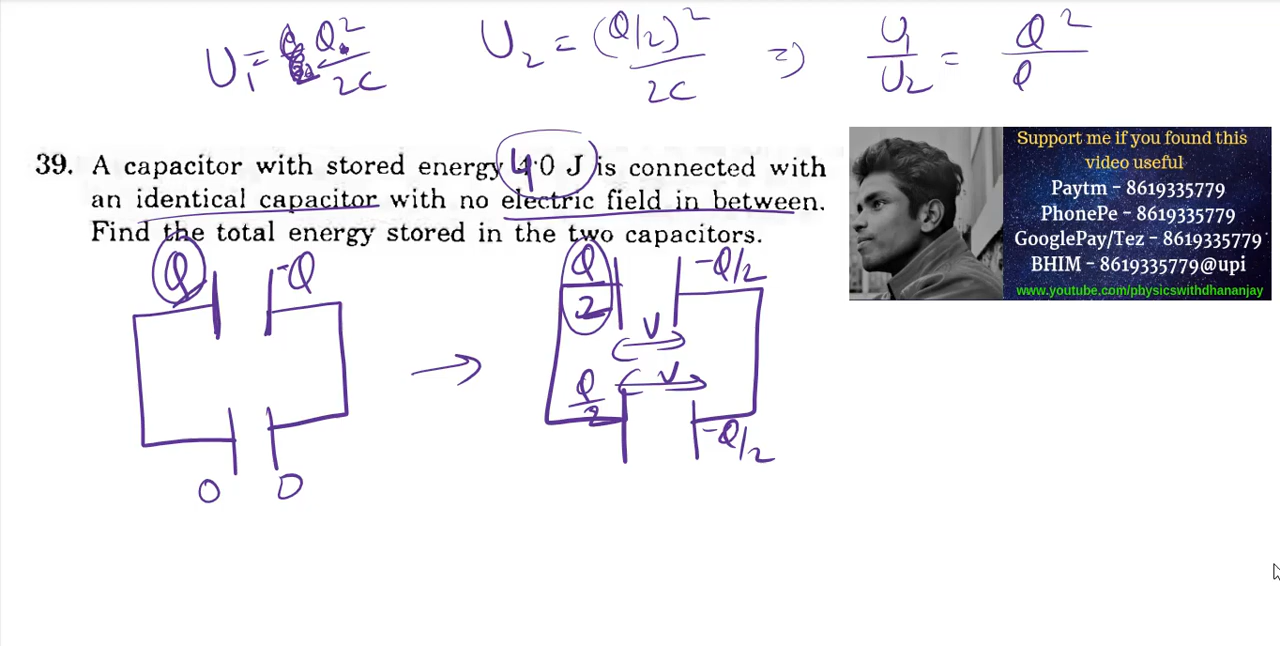 U₁ = Q²/2C U₂ = (Q/2)²/2C ⇒ U₁/U₂ = Q²/Q
39. A capacitor with stored energy 4·0 J is connected with
an identical capacitor with no electric field in between.
Find the total energy stored in the two capacitors.
Support me if you found this
video useful
Paytm - 8619335779
PhonePe - 8619335779
GooglePay/Tez - 8619335779
BHIM - 8619335779@upi
www.youtube.com/physicswithdhananjay
Q -Q Q/2 -Q/2
V
→
V
Q/2 -Q/2
0 0